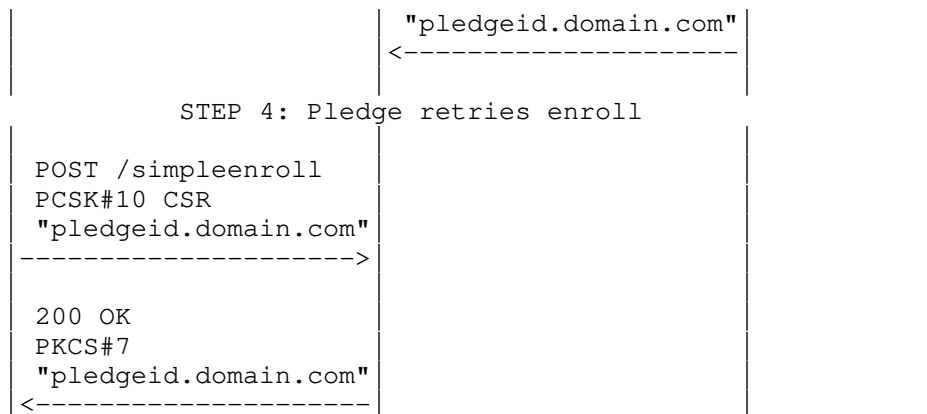 "pledgeid.domain.com"
STEP 4: Pledge retries enroll
POST /simpleenroll
PCSK#10 CSR
"pledgeid.domain.com"
200 OK
PKCS#7
"pledgeid.domain.com"